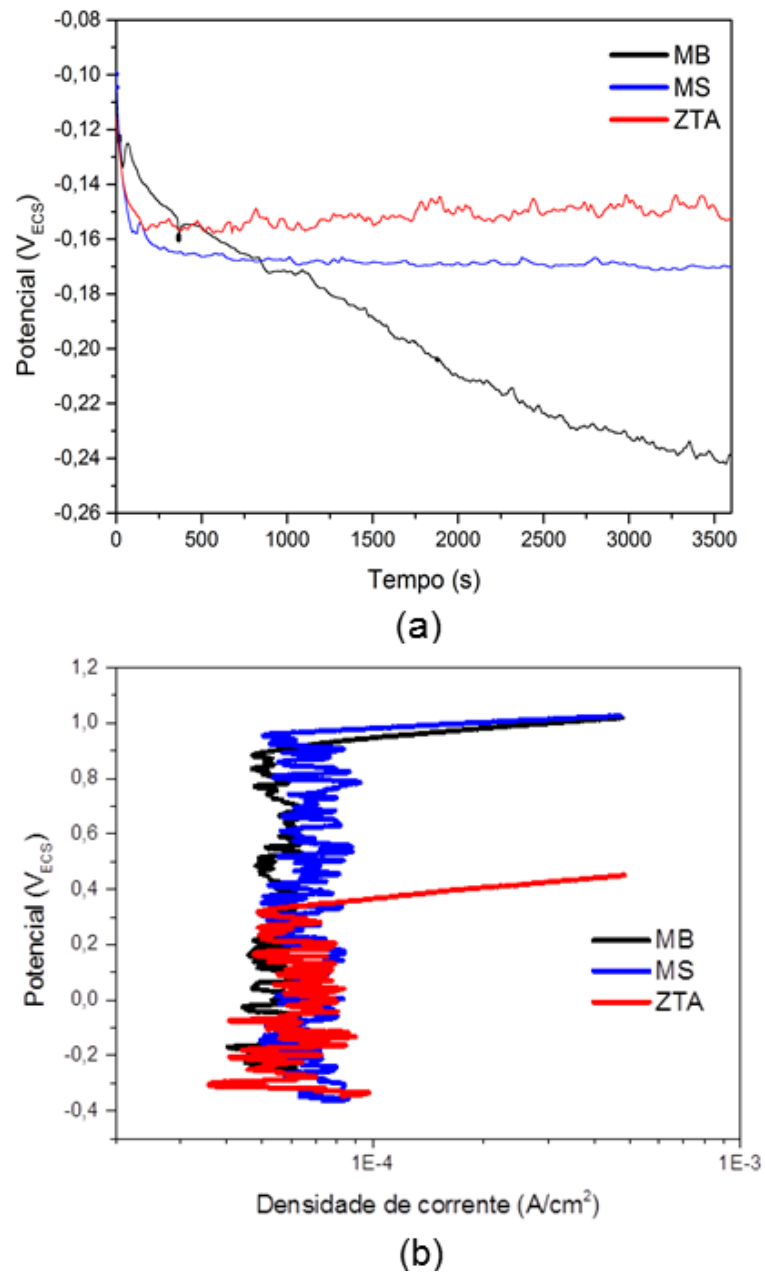 -0,08
-0,10
-0,12
-0,14
-0,16
-0,18
-0,20
-0,22
-0,24
-0,26
Potencial (V_ECS)
MB
MS
ZTA
0 500 1000 1500 2000 2500 3000 3500
Tempo (s)
(a)
1,2
1,0
0,8
0,6
0,4
0,2
0,0
-0,2
-0,4
Potencial (V_ECS)
MB
MS
ZTA
1E-4 1E-3
Densidade de corrente (A/cm²)
(b)